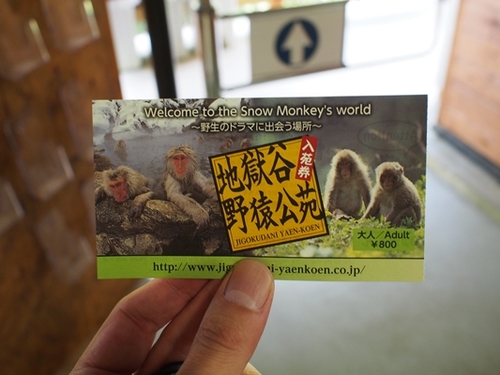 Welcome to the Snow Monkey's world
〜野生のドラマに出会う場所〜
入苑券
地獄谷
野猿公苑
JIGOKUDANI YAEN-KOEN
大人／Adult
¥800